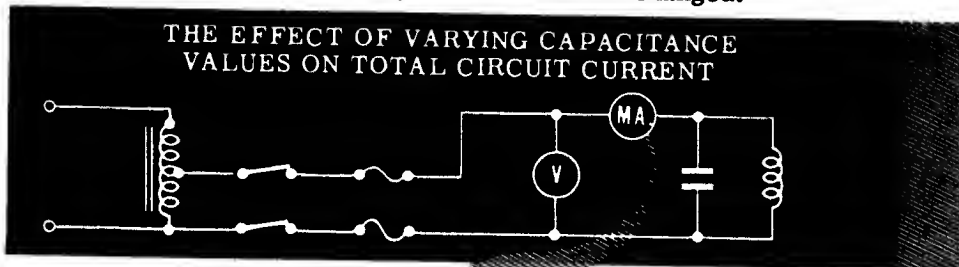 THE EFFECT OF VARYING CAPACITANCE
VALUES ON TOTAL CIRCUIT CURRENT
MA
V